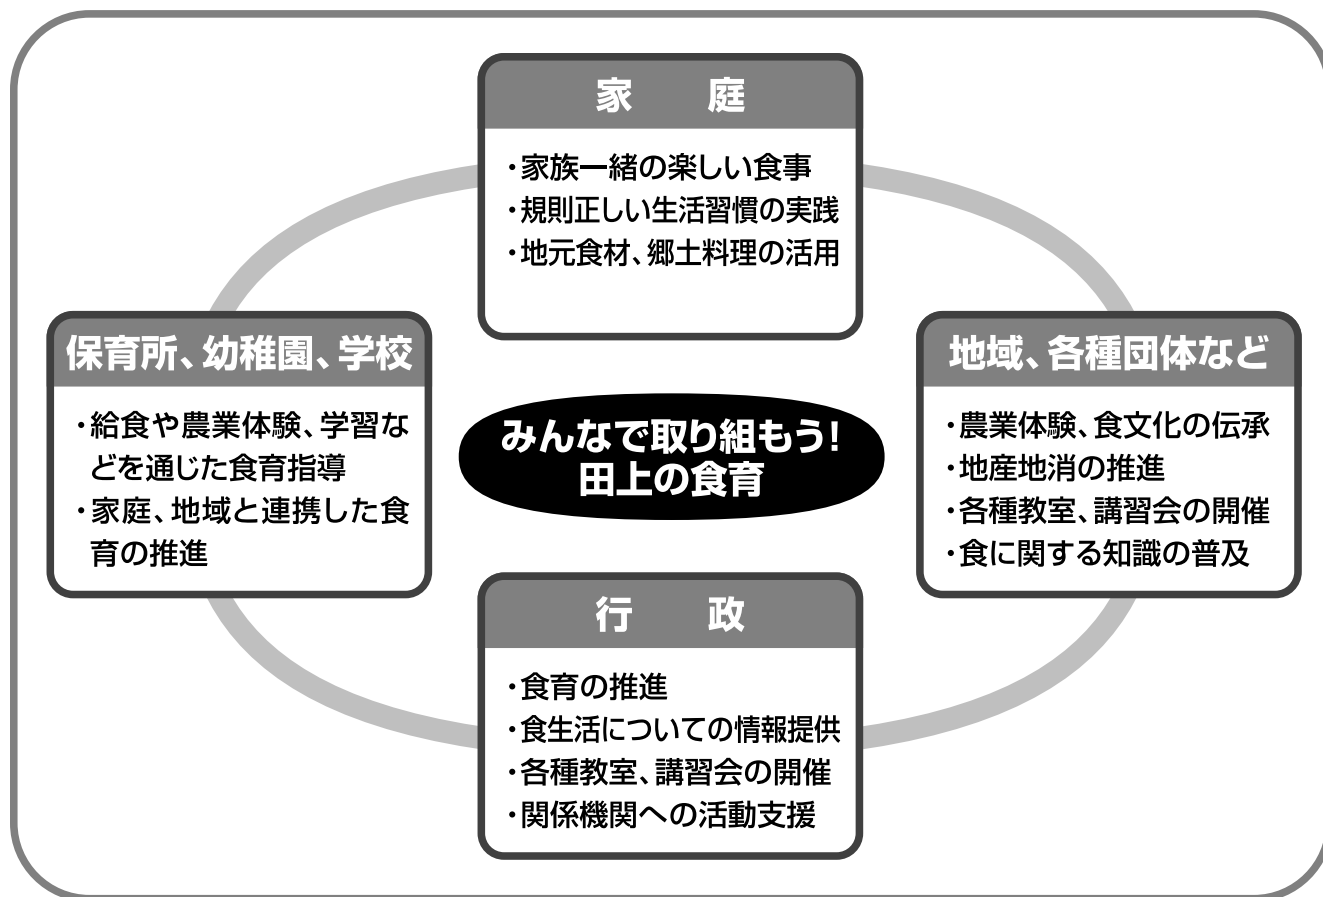 家　庭
・家族一緒の楽しい食事
・規則正しい生活習慣の実践
・地元食材、郷土料理の活用
保育所、幼稚園、学校
・給食や農業体験、学習な
どを通じた食育指導
・家庭、地域と連携した食
育の推進
みんなで取り組もう!
田上の食育
地域、各種団体など
・農業体験、食文化の伝承
・地産地消の推進
・各種教室、講習会の開催
・食に関する知識の普及
行　政
・食育の推進
・食生活についての情報提供
・各種教室、講習会の開催
・関係機関への活動支援